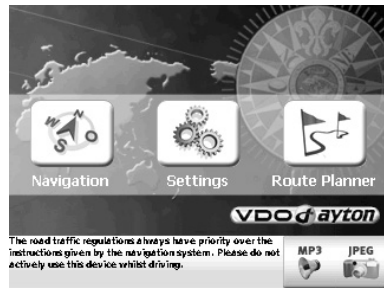 W S N O
Navigation Settings Route Planner
VDO dayton
The road traffic regulations always have priority over the
instructions given by the navigation system. Please do not
actively use this device whilst driving.
MP3 JPEG